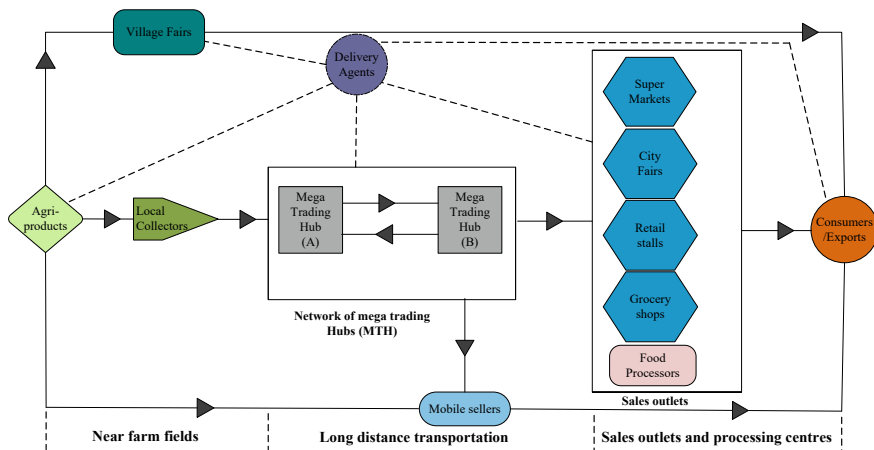 Village Fairs
Delivery
Agents
Super
Markets
City
Fairs
Retail
stalls
Grocery
shops
Food
Processors
Sales outlets
Agri-
products
Local
Collectors
Mega
Trading
Hub
(A)
Mega
Trading
Hub
(B)
Network of mega trading
Hubs (MTH)
Consumers
/Exports
Mobile sellers
Near farm fields
Long distance transportation
Sales outlets and processing centres